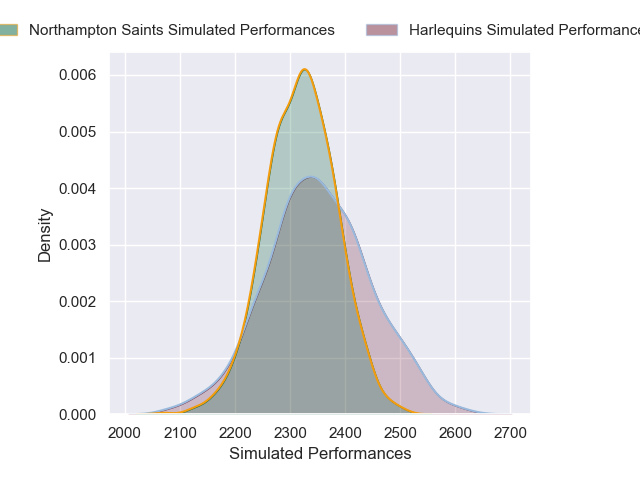 Northampton Saints Simulated Performances
Harlequins Simulated
0.006
0.005
0.004
0.003
0.002
0.001
0.000
Density
2000 2100 2200 2300 2400 2500 2600 2700
Simulated Performances